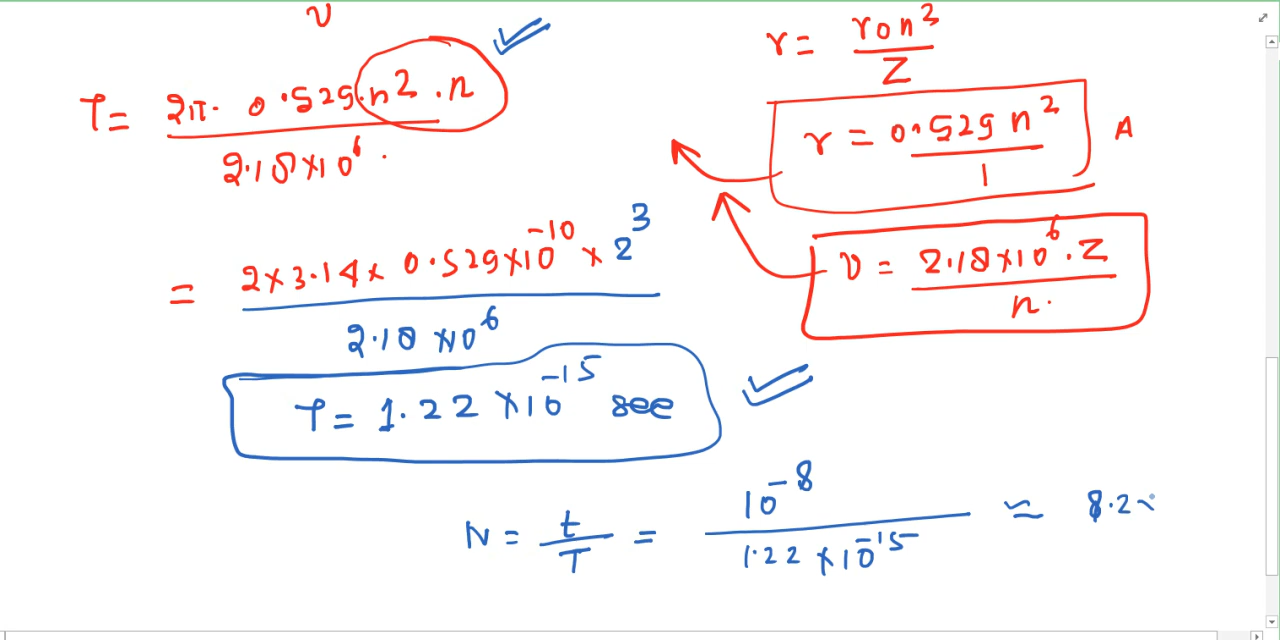 υ
T = 2π · 0.529 · n² · n / 2.18×10⁶ ·
= 2×3.14× 0.529×10⁻¹⁰ × 2³ / 2.18 ×10⁶
T = 1.22 ×10⁻¹⁵ sec
r = r₀n² / Z
r = 0.529 n² / 1 A
υ = 2.18×10⁶ · Z / n ·
N = t / T = 10⁻⁸ / 1.22 ×10⁻¹⁵ ≃ 8.2